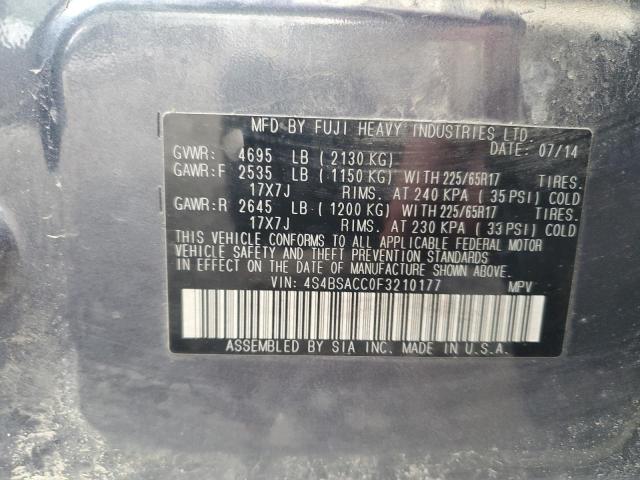 MFD BY FUJI HEAVY INDUSTRIES LTD.
DATE: 07/14
GVWR: 4695 LB (2130 KG)
GAWR:F 2535 LB (1150 KG) WITH 225/65R17 TIRES.
17X7J RIMS. AT 240 KPA (35 PSI) COLD
GAWR:R 2645 LB (1200 KG) WITH 225/65R17 TIRES.
17X7J RIMS. AT 230 KPA (33 PSI) COLD
THIS VEHICLE CONFORMS TO ALL APPLICABLE FEDERAL MOTOR
VEHICLE SAFETY AND THEFT PREVENTION STANDARDS
IN EFFECT ON THE DATE OF MANUFACTURE SHOWN ABOVE.
VIN: 4S4BSACC0F3210177 MPV
ASSEMBLED BY SIA INC. MADE IN U.S.A.